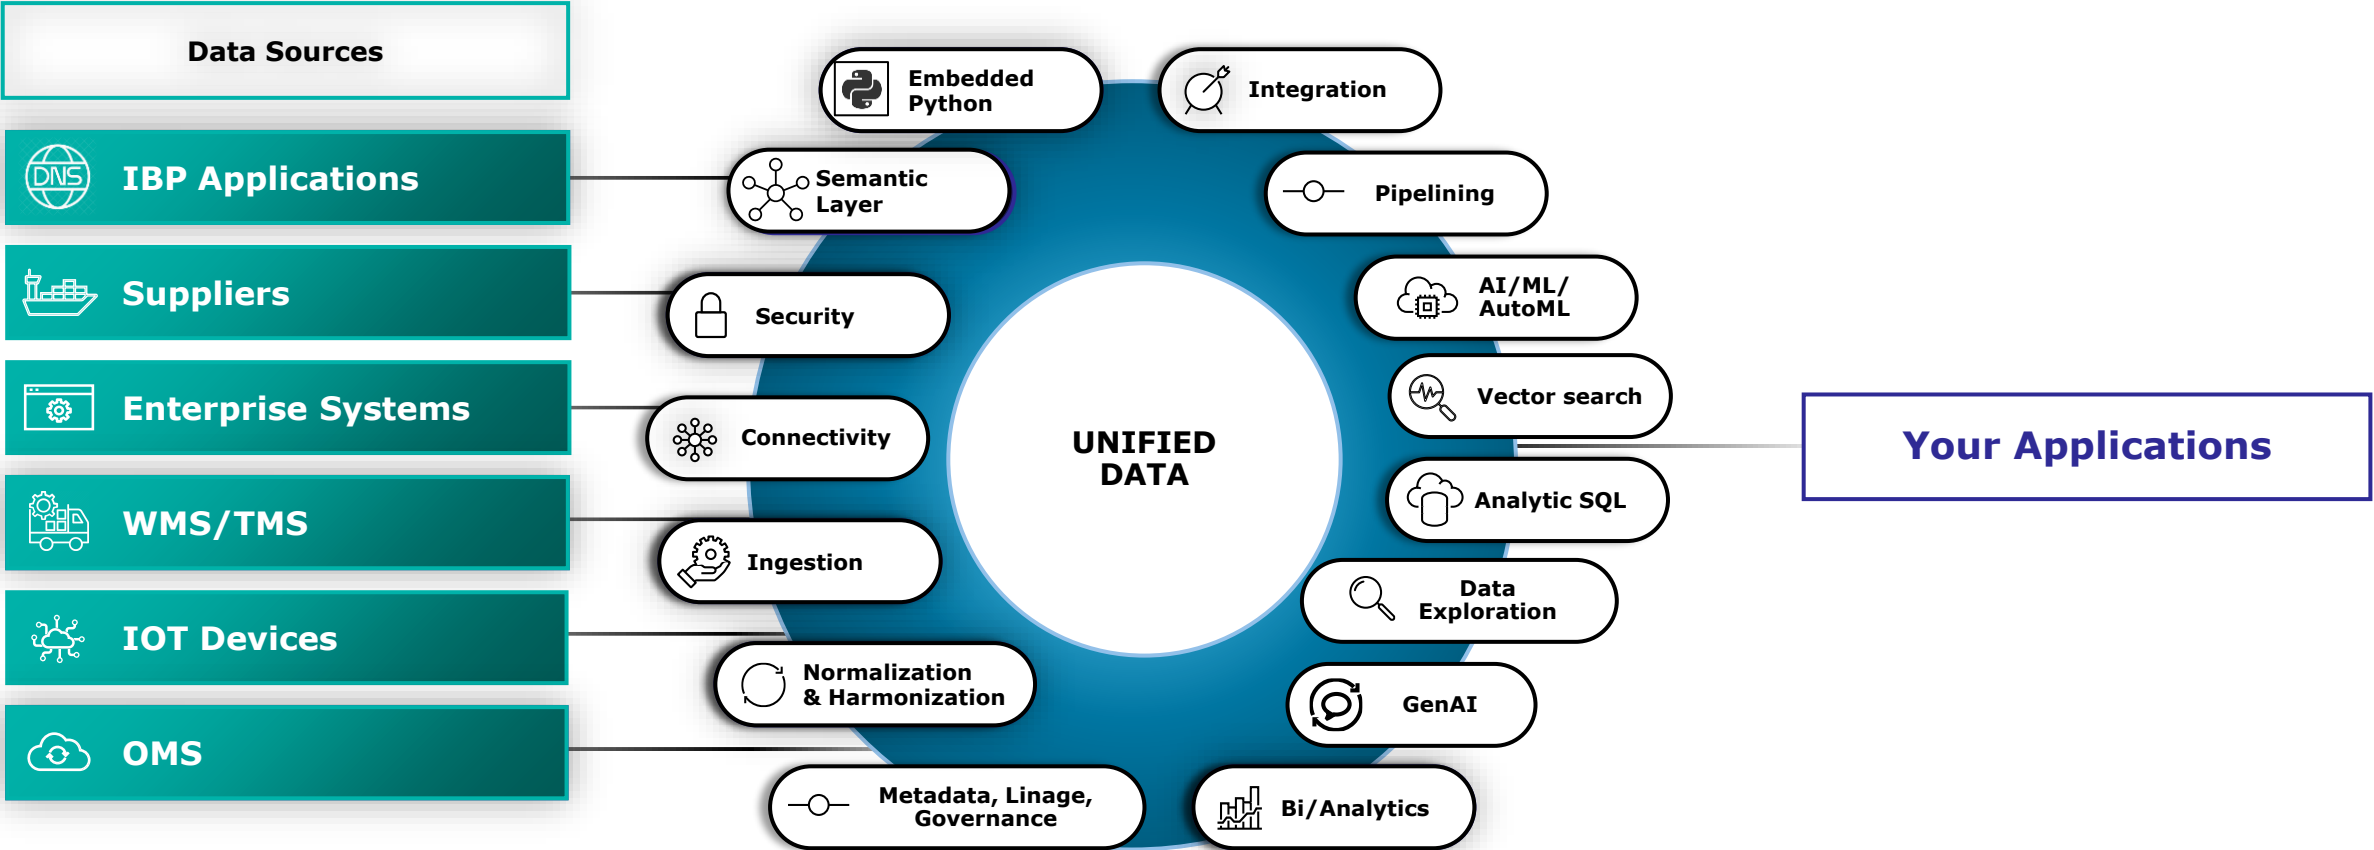 Data Sources
DNS
IBP Applications
Suppliers
Enterprise Systems
WMS/TMS
IOT Devices
OMS
Embedded
Python
Semantic
Layer
Security
Connectivity
Ingestion
Normalization
& Harmonization
Metadata, Linage,
Governance
UNIFIED
DATA
Integration
Pipelining
AI/ML/
AutoML
Vector search
Analytic SQL
Data
Exploration
GenAI
Bi/Analytics
Your Applications